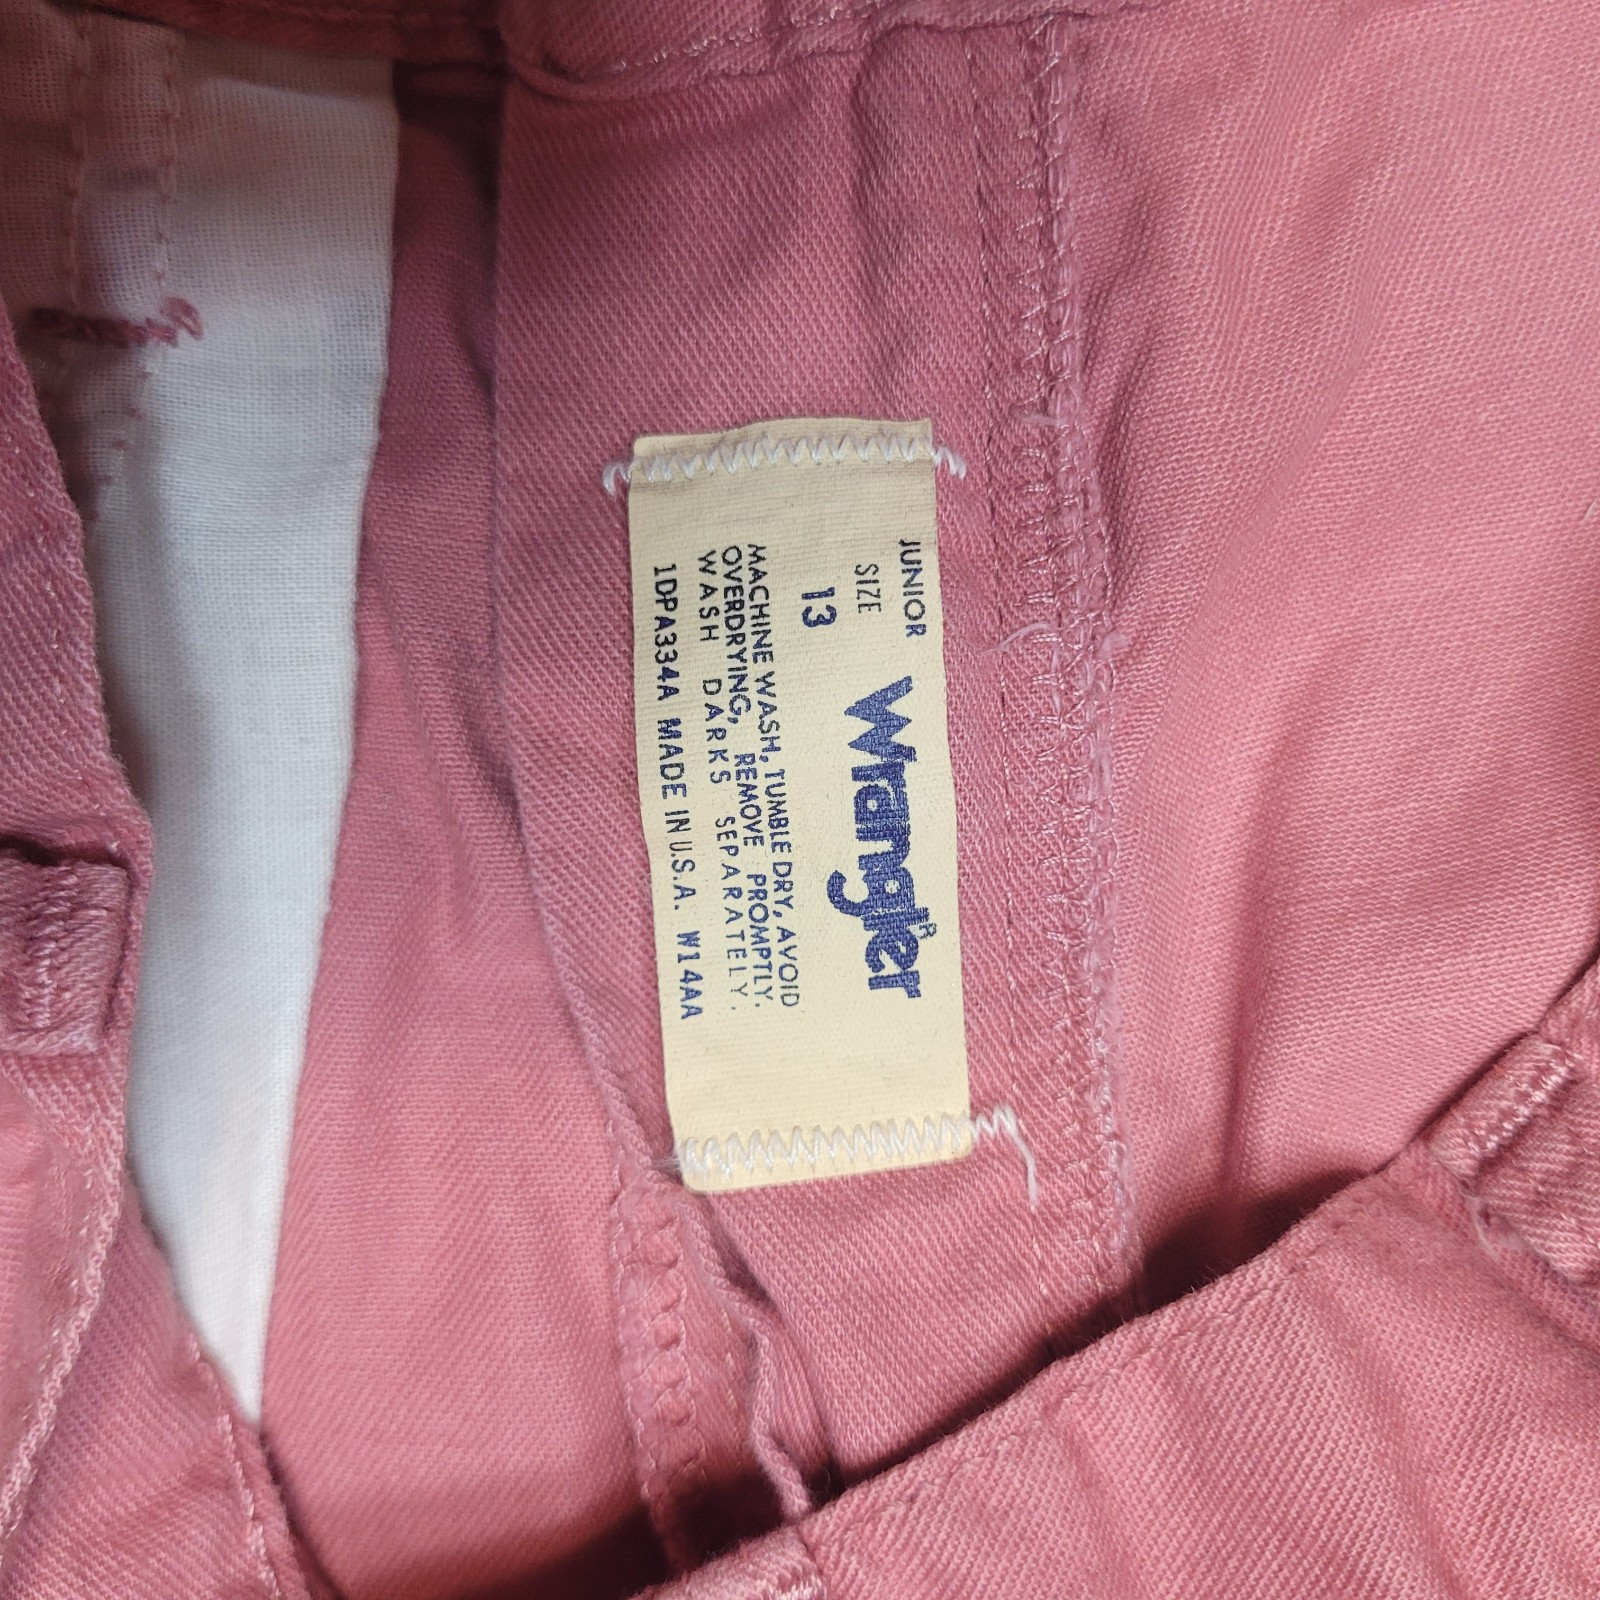 JUNIOR
SIZE
13
Wrangler®
MACHINE WASH, TUMBLE DRY, AVOID
OVERDRYING, REMOVE PROMPTLY.
WASH DARKS SEPARATELY.
1DPA334A MADE IN U.S.A. W14AA